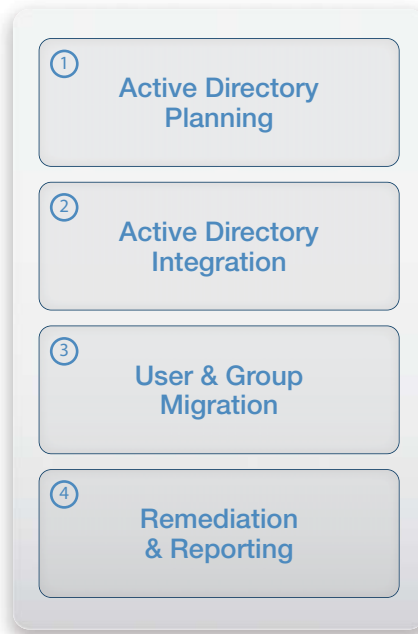 1
Active Directory
Planning
2
Active Directory
Integration
3
User & Group
Migration
4
Remediation
& Reporting